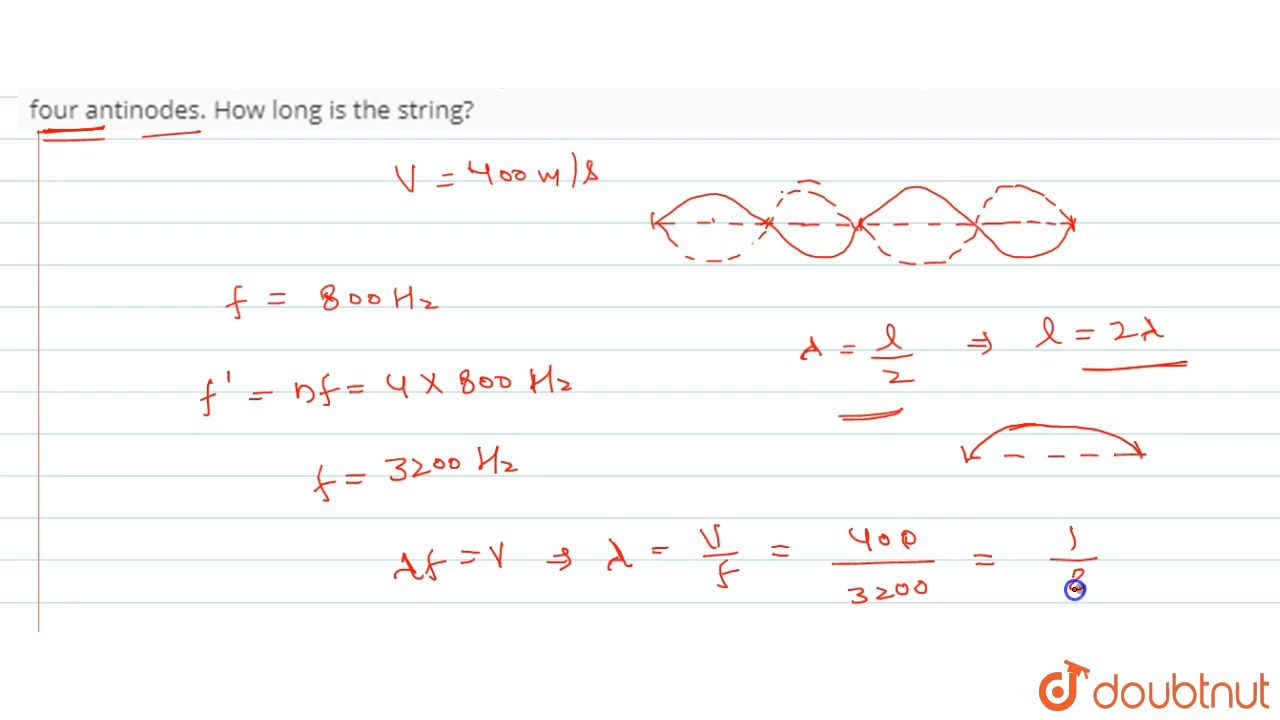 four antinodes. How long is the string?
V = 400 m/s
f = 800 Hz
λ = l/2 ⇒ l = 2λ
f' = nf = 4 × 800 Hz
f = 3200 Hz
λf = V ⇒ λ = V/f = 400/3200 = 1/8
doubtnut